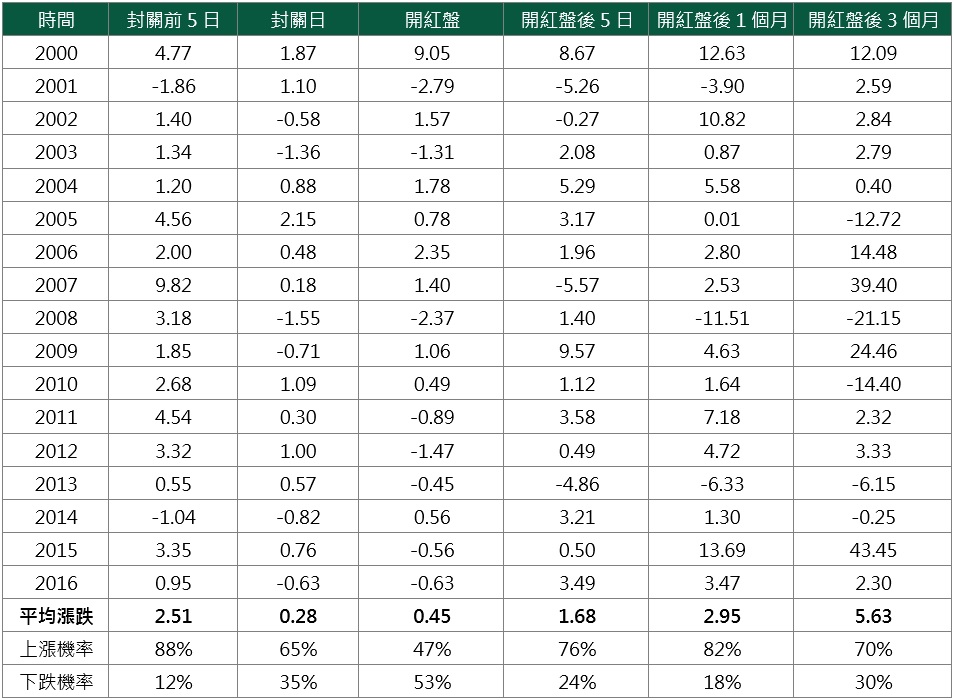 時間 封關前 5 日 封關日 開紅盤 開紅盤後 5 日 開紅盤後 1 個月 開紅盤後 3 個月
2000 4.77 1.87 9.05 8.67 12.63 12.09
2001 -1.86 1.10 -2.79 -5.26 -3.90 2.59
2002 1.40 -0.58 1.57 -0.27 10.82 2.84
2003 1.34 -1.36 -1.31 2.08 0.87 2.79
2004 1.20 0.88 1.78 5.29 5.58 0.40
2005 4.56 2.15 0.78 3.17 0.01 -12.72
2006 2.00 0.48 2.35 1.96 2.80 14.48
2007 9.82 0.18 1.40 -5.57 2.53 39.40
2008 3.18 -1.55 -2.37 1.40 -11.51 -21.15
2009 1.85 -0.71 1.06 9.57 4.63 24.46
2010 2.68 1.09 0.49 1.12 1.64 -14.40
2011 4.54 0.30 -0.89 3.58 7.18 2.32
2012 3.32 1.00 -1.47 0.49 4.72 3.33
2013 0.55 0.57 -0.45 -4.86 -6.33 -6.15
2014 -1.04 -0.82 0.56 3.21 1.30 -0.25
2015 3.35 0.76 -0.56 0.50 13.69 43.45
2016 0.95 -0.63 -0.63 3.49 3.47 2.30
平均漲跌 2.51 0.28 0.45 1.68 2.95 5.63
上漲機率 88% 65% 47% 76% 82% 70%
下跌機率 12% 35% 53% 24% 18% 30%